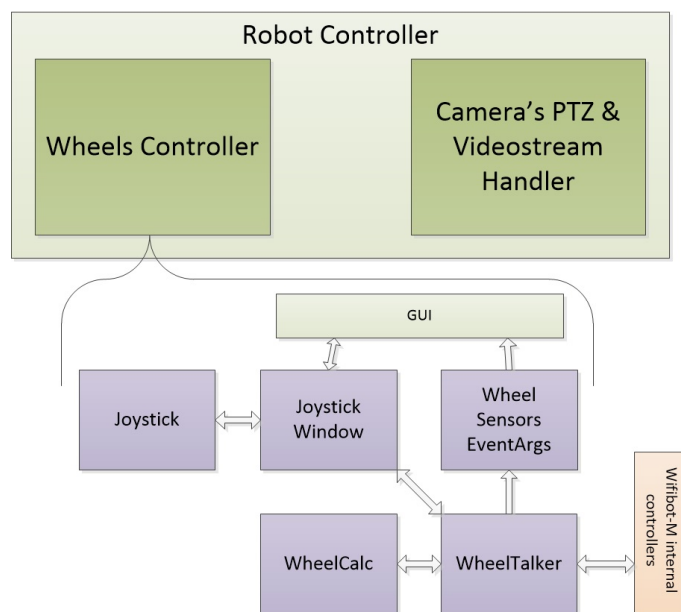 Robot Controller
Wheels Controller
Camera's PTZ &
Videostream
Handler
GUI
Joystick
Joystick
Window
Wheel
Sensors
EventArgs
WheelCalc
WheelTalker
Wifibot-M internal
controllers